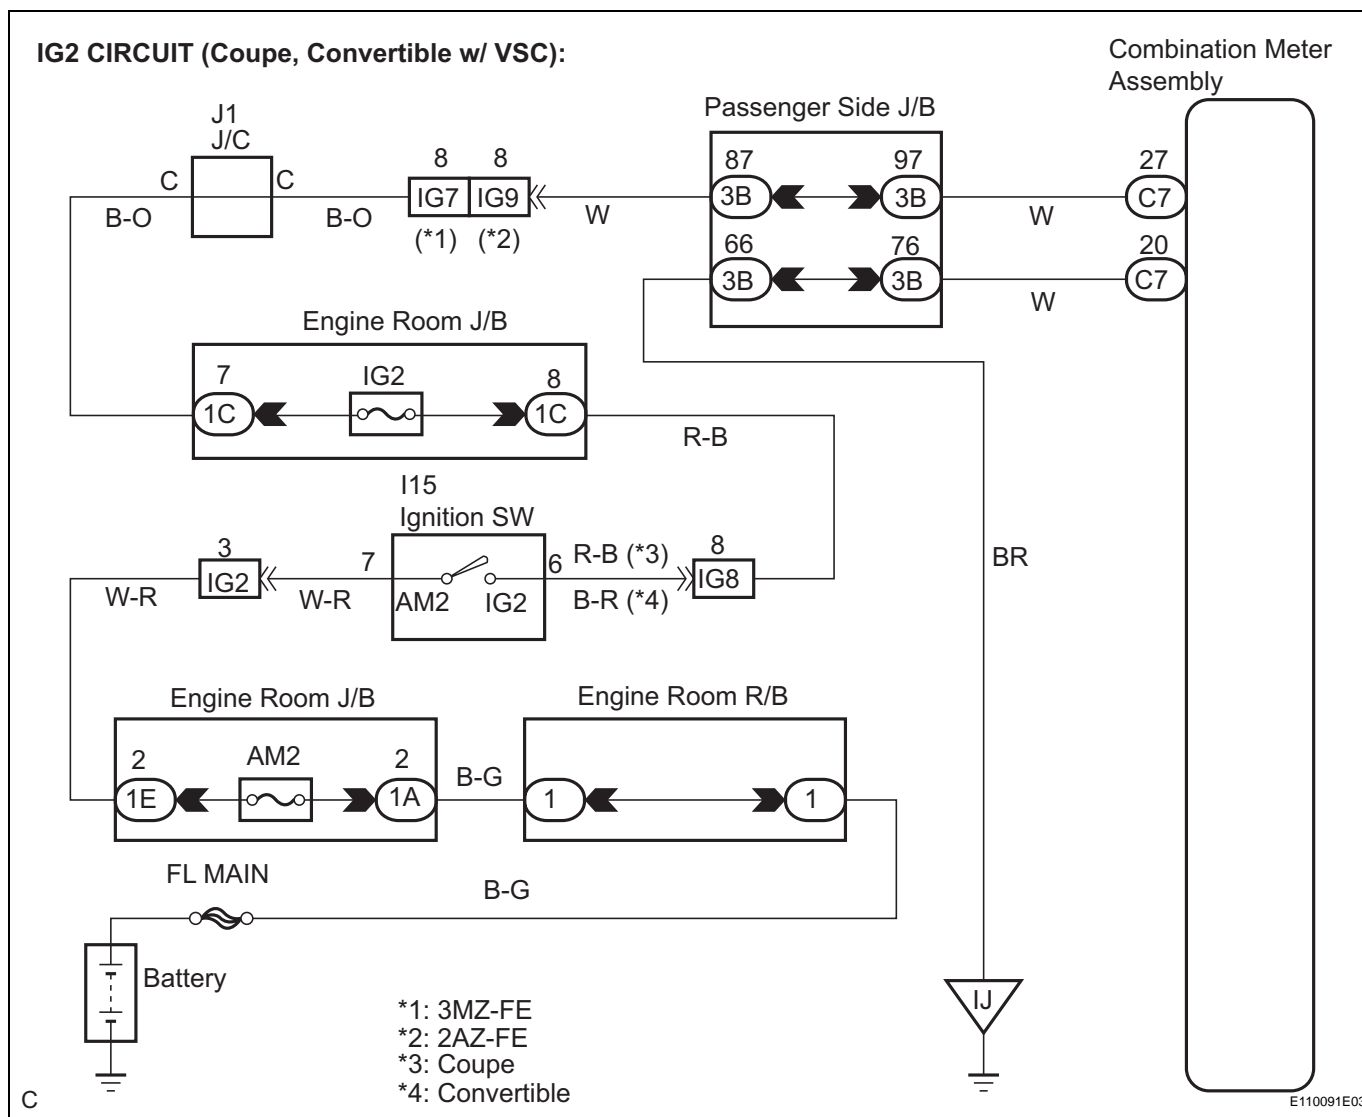 IG2 CIRCUIT (Coupe, Convertible w/ VSC):
Combination Meter
Assembly
J1
J/C
C
C
B-O
B-O
8
8
IG7
IG9
(*1)
(*2)
W
Passenger Side J/B
87
97
3B
3B
W
27
C7
66
76
3B
3B
W
20
C7
Engine Room J/B
7
IG2
8
1C
1C
R-B
I15
Ignition SW
3
IG2
W-R
W-R
7
AM2
IG2
6
R-B (*3)
B-R (*4)
8
IG8
BR
Engine Room J/B
2
AM2
2
1E
1A
B-G
Engine Room R/B
1
1
FL MAIN
B-G
Battery
IJ
*1: 3MZ-FE
*2: 2AZ-FE
*3: Coupe
*4: Convertible
C
E110091E03